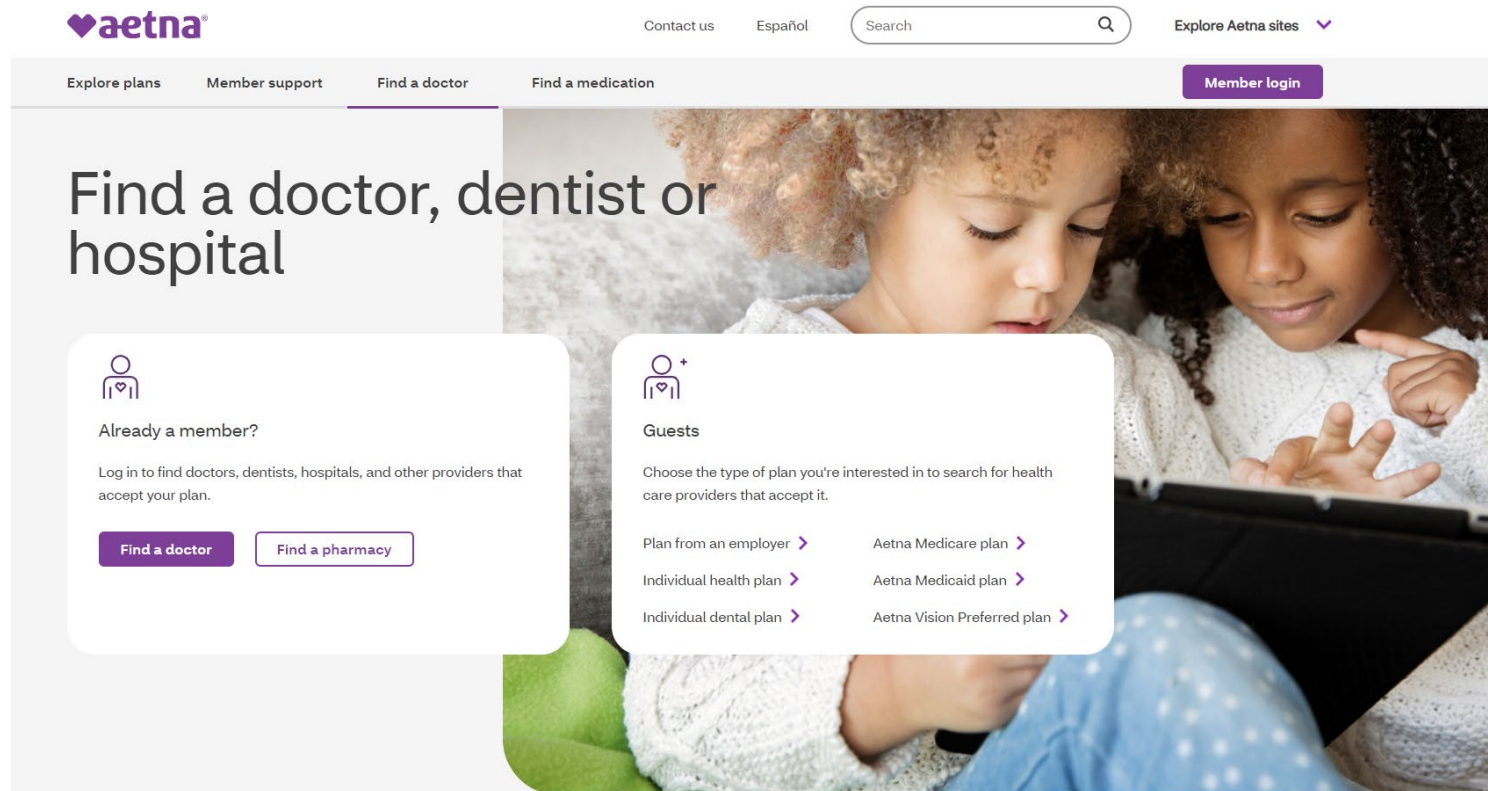 aetna®
Contact us
Español
Search
Explore Aetna sites
Explore plans
Member support
Find a doctor
Find a medication
Member login
Find a doctor, dentist or
hospital
Already a member?
Log in to find doctors, dentists, hospitals, and other providers that
accept your plan.
Find a doctor
Find a pharmacy
Guests
Choose the type of plan you're interested in to search for health
care providers that accept it.
Plan from an employer
Aetna Medicare plan
Individual health plan
Aetna Medicaid plan
Individual dental plan
Aetna Vision Preferred plan